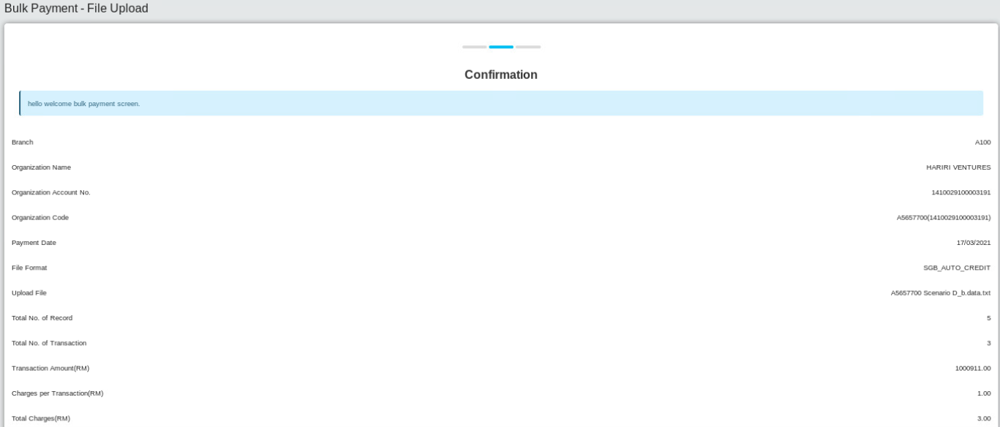 Bulk Payment - File Upload
Confirmation
hello welcome bulk payment screen.
Branch A100
Organization Name HARIRI VENTURES
Organization Account No. 1410029100003191
Organization Code A5657700(1410029100003191)
Payment Date 17/03/2021
File Format SGB_AUTO_CREDIT
Upload File A5657700 Scenario D_b.data.txt
Total No. of Record 5
Total No. of Transaction 3
Transaction Amount(RM) 1000911.00
Charges per Transaction(RM) 1.00
Total Charges(RM) 3.00